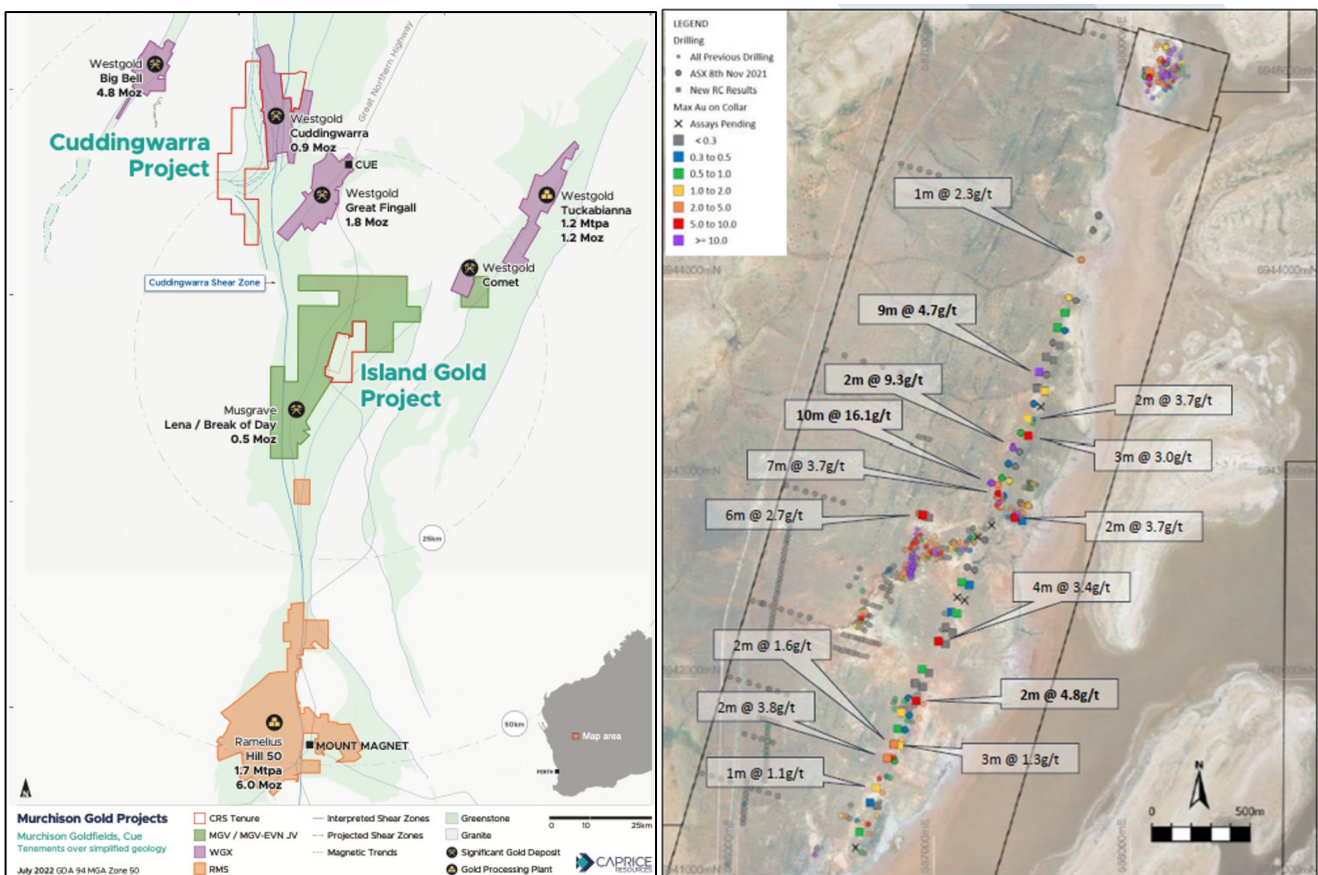 Westgold
Big Bell
4.8 Moz
Cuddingwarra
Project
Westgold
Cuddingwarra
0.9 Moz
Great Northern Highway
CUE
Westgold
Great Fingall
1.8 Moz
Westgold
Tuckabianna
1.2 Mtpa
1.2 Moz
Westgold
Comet
Cuddingwarra Shear Zone
Island Gold
Project
Musgrave
Lena / Break of Day
0.5 Moz
25km
50km
Ramelius
Hill 50
1.7 Mtpa
6.0 Moz
MOUNT MAGNET
Map area
PERTH
Murchison Gold Projects
Murchison Goldfields, Cue
Tenements over simplified geology
July 2022 GDA 94 MGA Zone 50
CRS Tenure
MGV / MGV-EVN JV
WGX
RMS
Interpreted Shear Zones
Projected Shear Zones
Magnetic Trends
Greenstone
Granite
Significant Gold Deposit
Gold Processing Plant
0 10 25km
CAPRICE
RESOURCES
LEGEND
Drilling
All Previous Drilling
ASX 8th Nov 2021
New RC Results
Max Au on Collar
Assays Pending
< 0.3
0.3 to 0.5
0.5 to 1.0
1.0 to 2.0
2.0 to 5.0
5.0 to 10.0
>= 10.0
1m @ 2.3g/t
6944000mN
9m @ 4.7g/t
2m @ 9.3g/t
2m @ 3.7g/t
10m @ 16.1g/t
3m @ 3.0g/t
7m @ 3.7g/t
6943000mN
6m @ 2.7g/t
2m @ 3.7g/t
4m @ 3.4g/t
2m @ 1.6g/t
6942000mN
2m @ 4.8g/t
2m @ 3.8g/t
3m @ 1.3g/t
1m @ 1.1g/t
N
0 500m
6941000mN